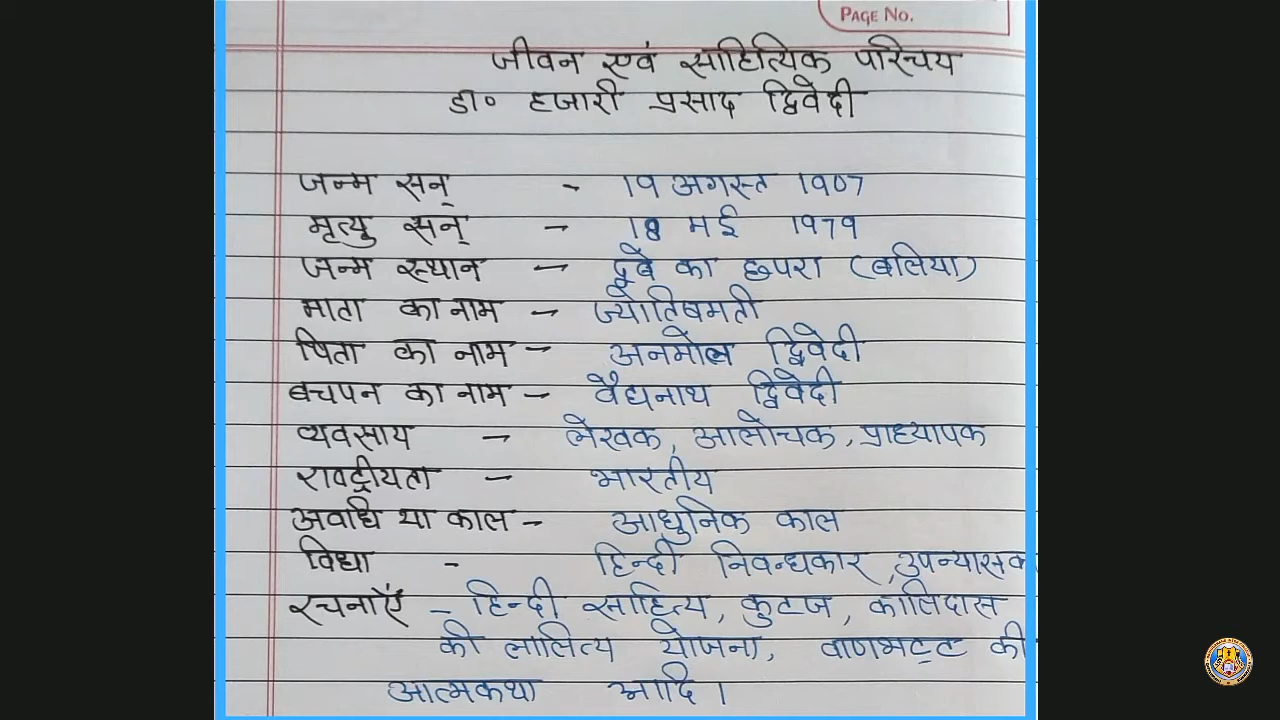 PAGE NO.
जीवन एवं साहित्यिक परिचय
डा० हजारी प्रसाद द्विवेदी
जन्म सन् - 19 अगस्त 1907
मृत्यु सन् - 18 मई 1979
जन्म स्थान - दूबे का छपरा (बलिया)
माता का नाम - ज्योतिषमती
पिता का नाम - अनमोल द्विवेदी
बचपन का नाम - वैद्यनाथ द्विवेदी
व्यवसाय - लेखक, आलोचक, प्राध्यापक
राष्ट्रीयता - भारतीय
अवधि या काल - आधुनिक काल
विधा - हिन्दी निवन्धकार, उपन्यासक
रचनाएँ - हिन्दी साहित्य, कुटज, कालिदास
की लालित्य योजना, वाणभट्ट की
आत्मकथा आदि।